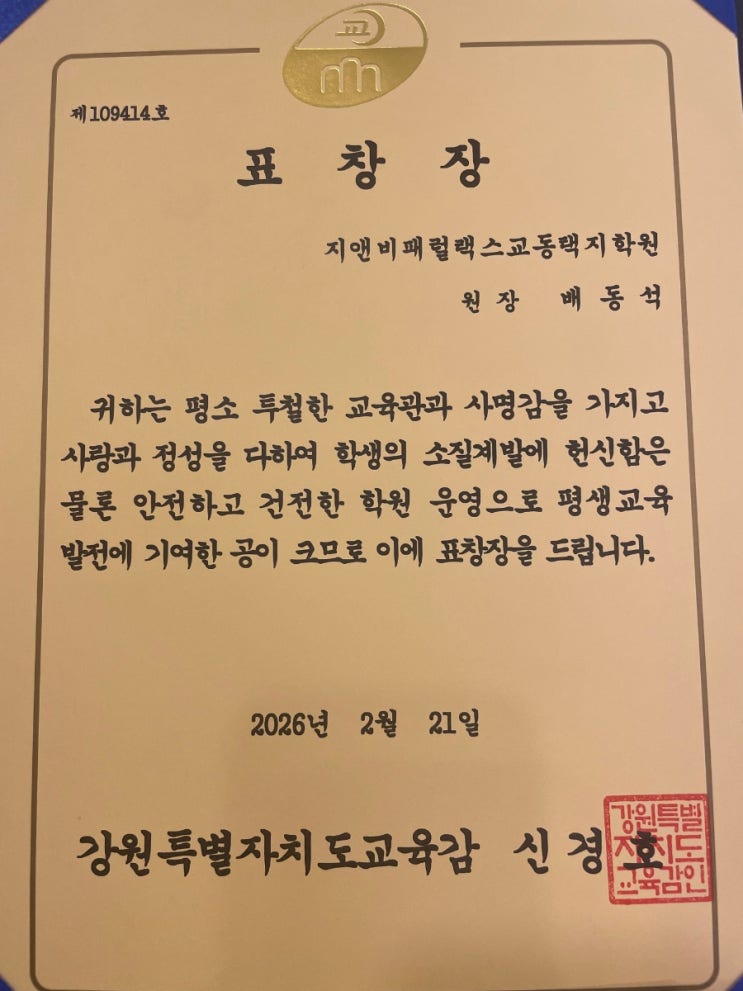 교
제109414호
표 창 장
지앤비패럴랙스교동택지학원
원장 배동석
귀하는 평소 투철한 교육관과 사명감을 가지고
사랑과 정성을 다하여 학생의 소질계발에 헌신함은
물론 안전하고 건전한 학원 운영으로 평생교육
발전에 기여한 공이 크므로 이에 표창장을 드립니다.
2026년 2월 21일
강원특별자치도교육감 신경호
강원특별
자치도
교육감인